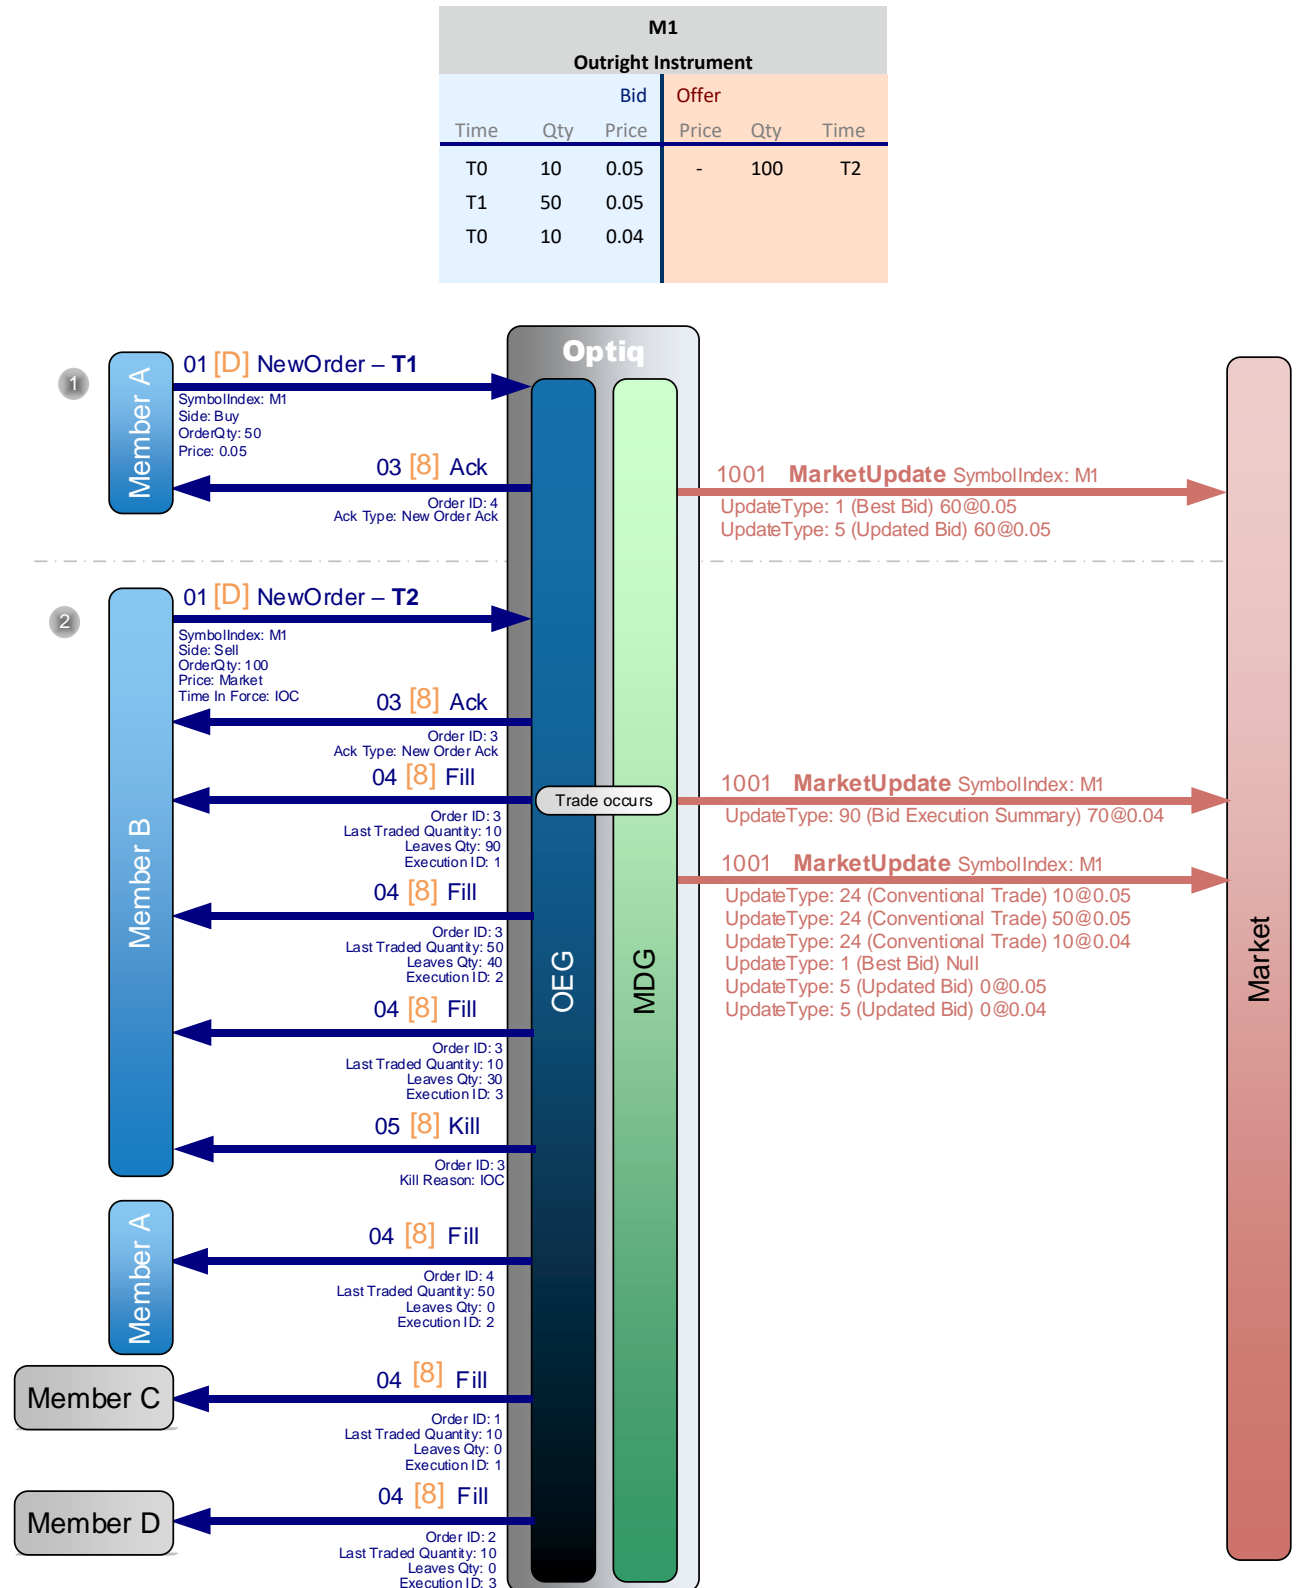 M1
Outright Instrument
Bid Offer
Time Qty Price Price Qty Time
T0 10 0.05 - 100 T2
T1 50 0.05
T0 10 0.04
Optiq
OEG
MDG
Market
1
Member A
01 [D] NewOrder – T1
SymbolIndex: M1
Side: Buy
OrderQty: 50
Price: 0.05
03 [8] Ack
Order ID: 4
Ack Type: New Order Ack
1001 MarketUpdate SymbolIndex: M1
UpdateType: 1 (Best Bid) 60@0.05
UpdateType: 5 (Updated Bid) 60@0.05
2
Member B
01 [D] NewOrder – T2
SymbolIndex: M1
Side: Sell
OrderQty: 100
Price: Market
Time In Force: IOC
03 [8] Ack
Order ID: 3
Ack Type: New Order Ack
04 [8] Fill
Order ID: 3
Last Traded Quantity: 10
Leaves Qty: 90
Execution ID: 1
Trade occurs
1001 MarketUpdate SymbolIndex: M1
UpdateType: 90 (Bid Execution Summary) 70@0.04
1001 MarketUpdate SymbolIndex: M1
UpdateType: 24 (Conventional Trade) 10@0.05
UpdateType: 24 (Conventional Trade) 50@0.05
UpdateType: 24 (Conventional Trade) 10@0.04
UpdateType: 1 (Best Bid) Null
UpdateType: 5 (Updated Bid) 0@0.05
UpdateType: 5 (Updated Bid) 0@0.04
04 [8] Fill
Order ID: 3
Last Traded Quantity: 50
Leaves Qty: 40
Execution ID: 2
04 [8] Fill
Order ID: 3
Last Traded Quantity: 10
Leaves Qty: 30
Execution ID: 3
05 [8] Kill
Order ID: 3
Kill Reason: IOC
Member A
04 [8] Fill
Order ID: 4
Last Traded Quantity: 50
Leaves Qty: 0
Execution ID: 2
Member C
04 [8] Fill
Order ID: 1
Last Traded Quantity: 10
Leaves Qty: 0
Execution ID: 1
Member D
04 [8] Fill
Order ID: 2
Last Traded Quantity: 10
Leaves Qty: 0
Execution ID: 3